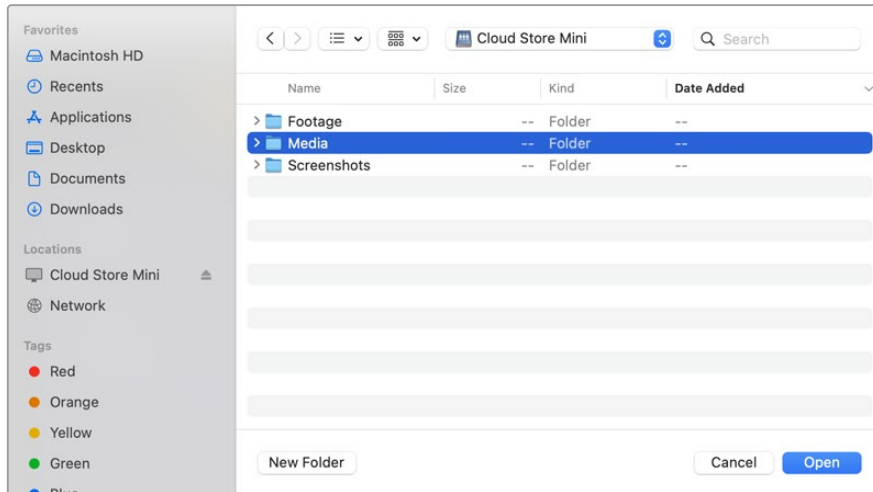 Favorites
Macintosh HD
Recents
Applications
Desktop
Documents
Downloads
Locations
Cloud Store Mini
Network
Tags
Red
Orange
Yellow
Green
Cloud Store Mini
Search
Name Size Kind Date Added
Footage -- Folder --
Media -- Folder --
Screenshots -- Folder --
New Folder Cancel Open